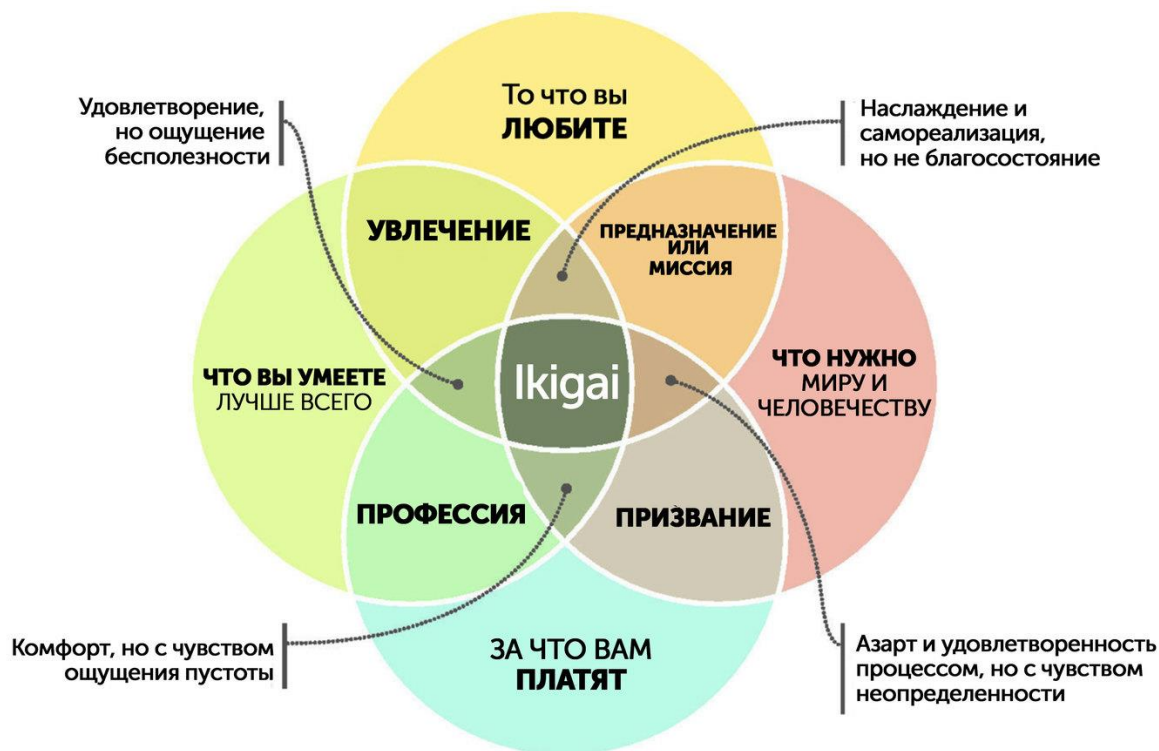 То что вы
ЛЮБИТЕ
Удовлетворение,
но ощущение
бесполезности
Наслаждение и
самореализация,
но не благосостояние
УВЛЕЧЕНИЕ
ПРЕДНАЗНАЧЕНИЕ
ИЛИ
МИССИЯ
ЧТО ВЫ УМЕЕТЕ
ЛУЧШЕ ВСЕГО
Ikigai
ЧТО НУЖНО
МИРУ И
ЧЕЛОВЕЧЕСТВУ
ПРОФЕССИЯ
ПРИЗВАНИЕ
Комфорт, но с чувством
ощущения пустоты
ЗА ЧТО ВАМ
ПЛАТЯТ
Азарт и удовлетворенность
процессом, но с чувством
неопределенности